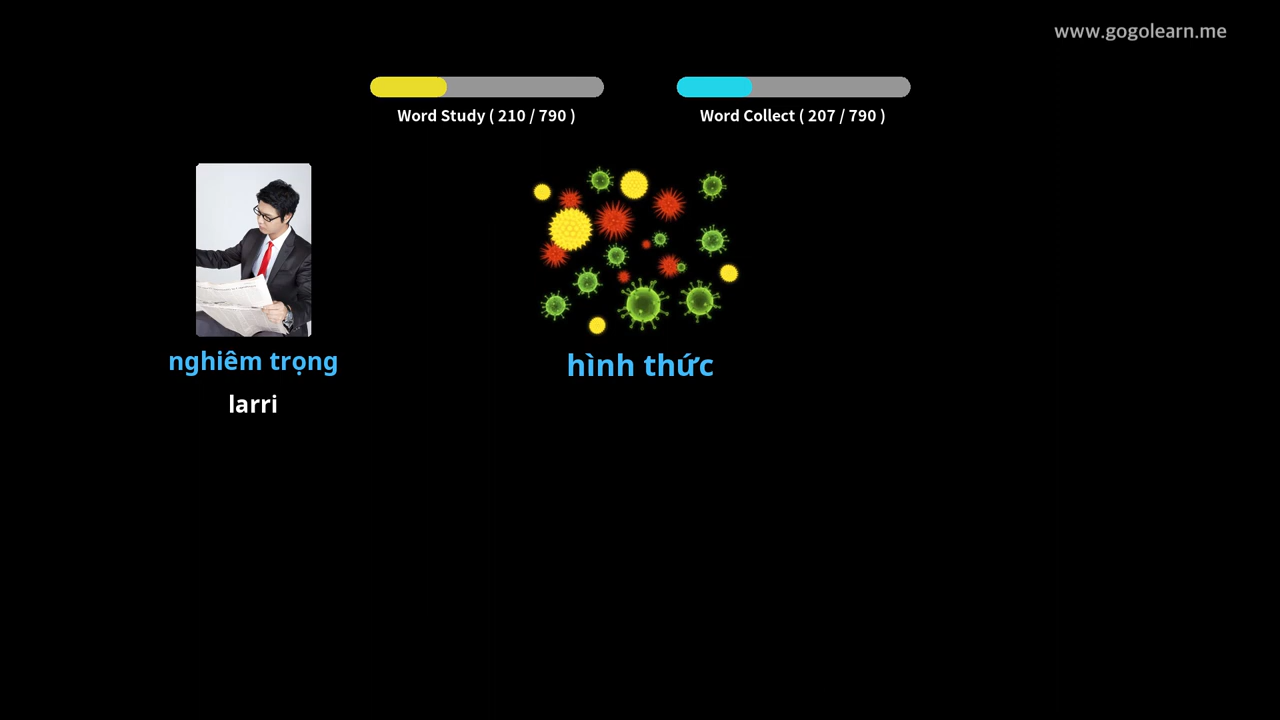 www.gogolearn.me
Word Study ( 210 / 790 )
Word Collect ( 207 / 790 )
nghiêm trọng
larri
hình thức